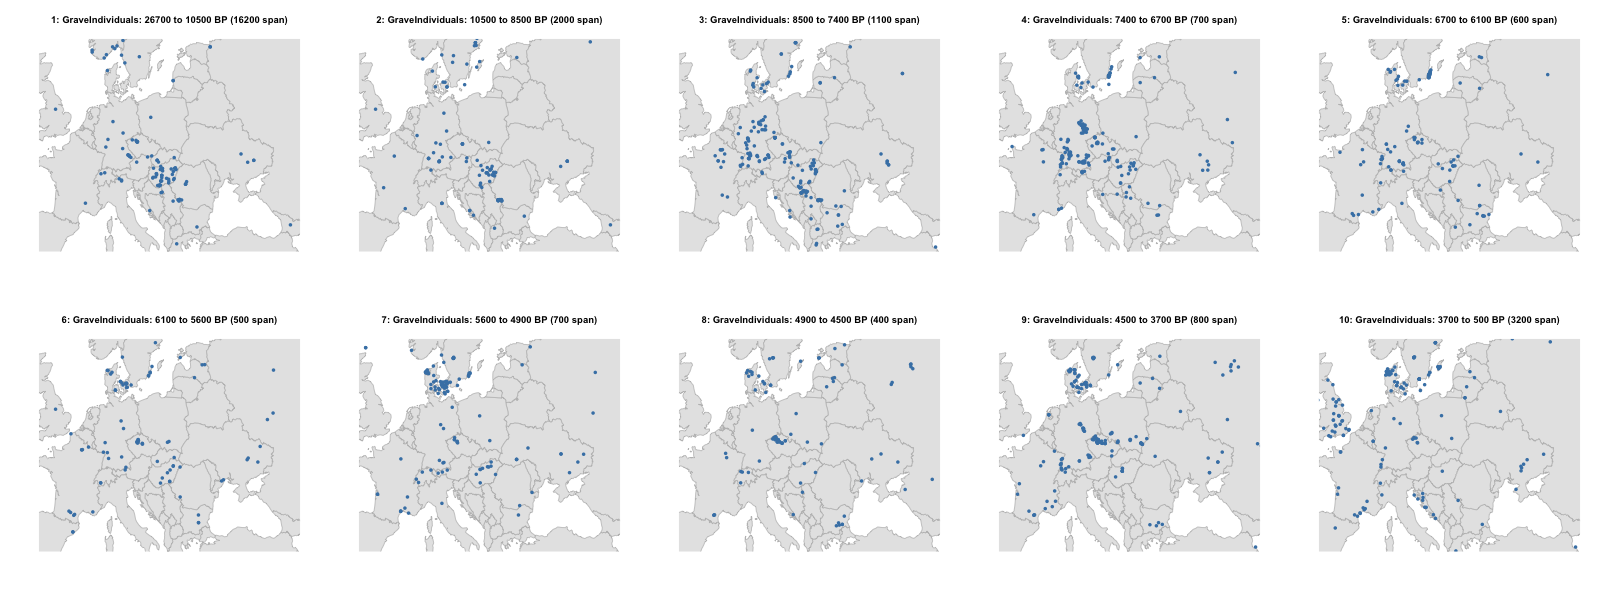 1: GraveIndividuals: 26700 to 10500 BP (16200 span)
2: GraveIndividuals: 10500 to 8500 BP (2000 span)
3: GraveIndividuals: 8500 to 7400 BP (1100 span)
4: GraveIndividuals: 7400 to 6700 BP (700 span)
5: GraveIndividuals: 6700 to 6100 BP (600 span)
6: GraveIndividuals: 6100 to 5600 BP (500 span)
7: GraveIndividuals: 5600 to 4900 BP (700 span)
8: GraveIndividuals: 4900 to 4500 BP (400 span)
9: GraveIndividuals: 4500 to 3700 BP (800 span)
10: GraveIndividuals: 3700 to 500 BP (3200 span)